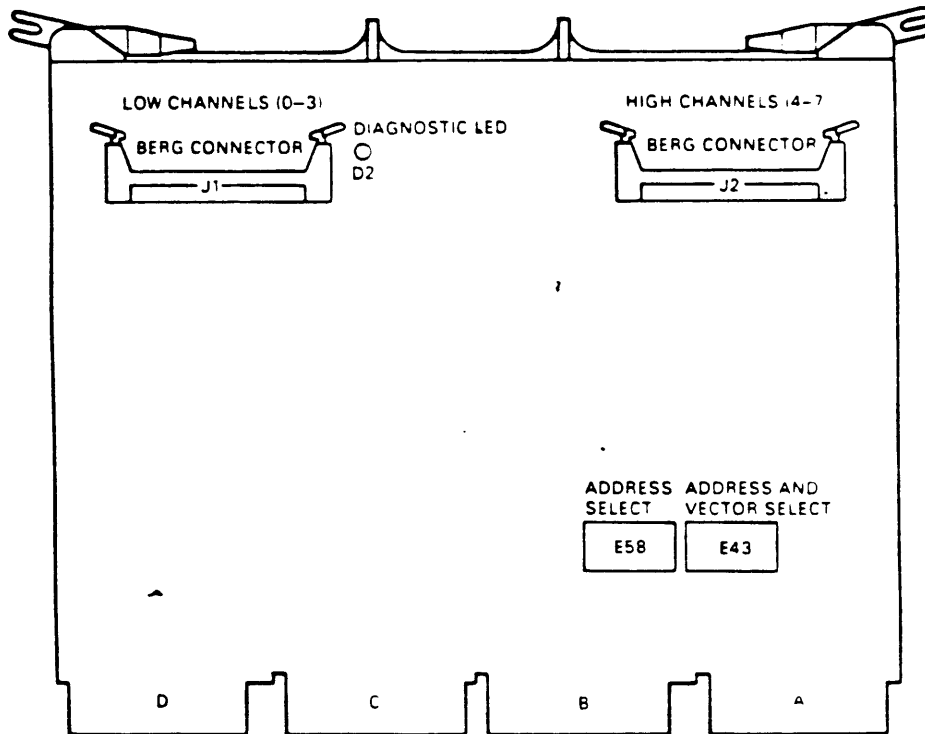 LOW CHANNELS (0-3)
HIGH CHANNELS (4-7
DIAGNOSTIC LED
BERG CONNECTOR
BERG CONNECTOR
D2
J1
J2
ADDRESS SELECT
ADDRESS AND VECTOR SELECT
E58
E43
D
C
B
A